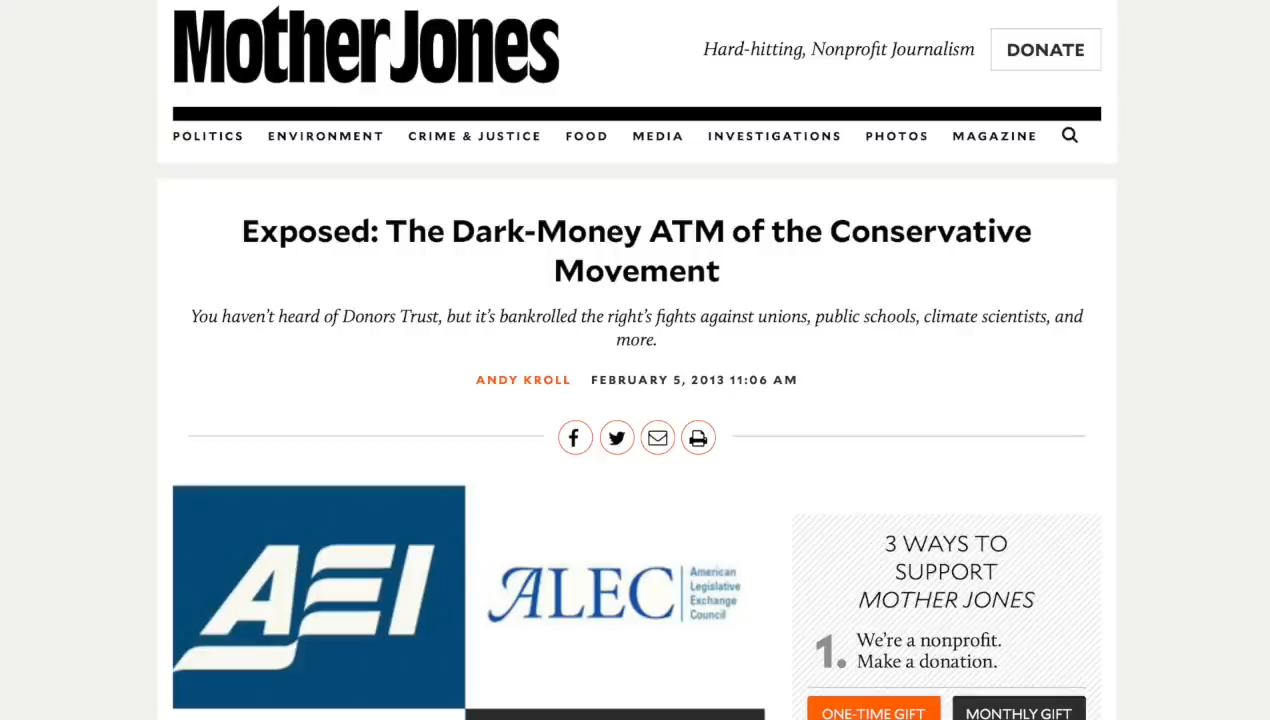 Mother Jones
Hard-hitting, Nonprofit Journalism
DONATE
POLITICS ENVIRONMENT CRIME & JUSTICE FOOD MEDIA INVESTIGATIONS PHOTOS MAGAZINE
Exposed: The Dark-Money ATM of the Conservative
Movement
You haven’t heard of Donors Trust, but it’s bankrolled the right’s fights against unions, public schools, climate scientists, and
more.
ANDY KROLL FEBRUARY 5, 2013 11:06 AM
AEI
ALEC
American
Legislative
Exchange
Council
3 WAYS TO
SUPPORT
MOTHER JONES
1. We’re a nonprofit.
Make a donation.
ONE-TIME GIFT MONTHLY GIFT